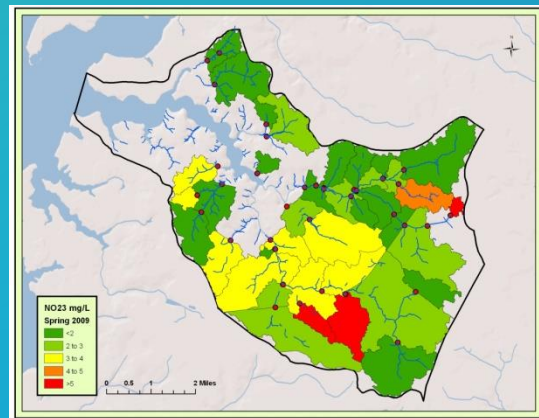 N
NO23 mg/L
Spring 2009
<2
2 to 3
3 to 4
4 to 5
>5
0 0.5 1 2 Miles